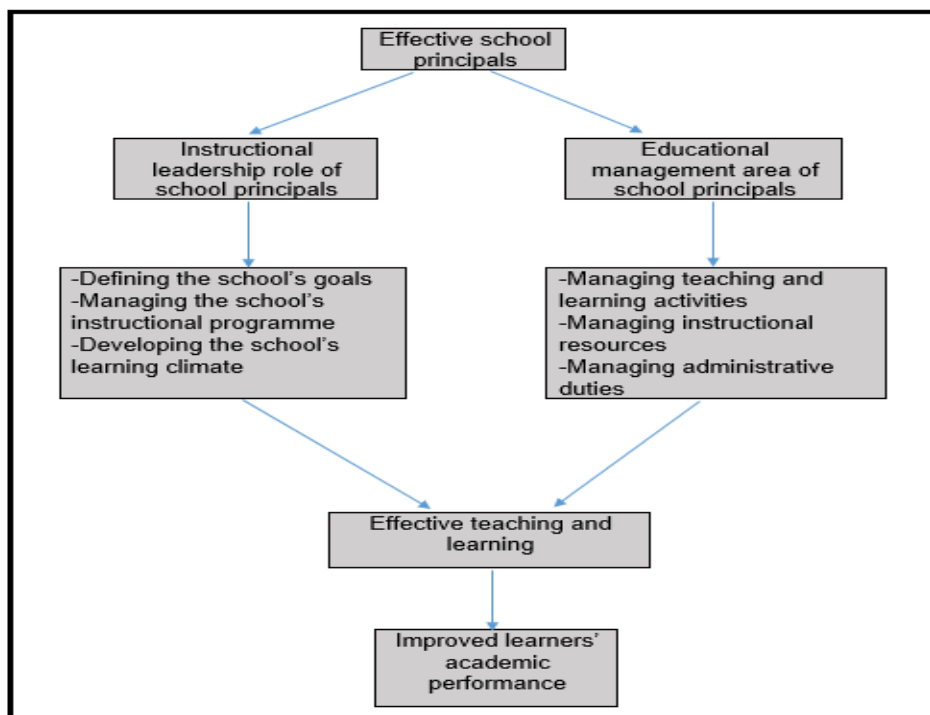 Effective school
principals
Instructional
leadership role of
school principals
Educational
management area of
school principals
-Defining the school’s goals
-Managing the school’s
instructional programme
-Developing the school’s
learning climate
-Managing teaching and
learning activities
-Managing instructional
resources
-Managing administrative
duties
Effective teaching and
learning
Improved learners’
academic
performance